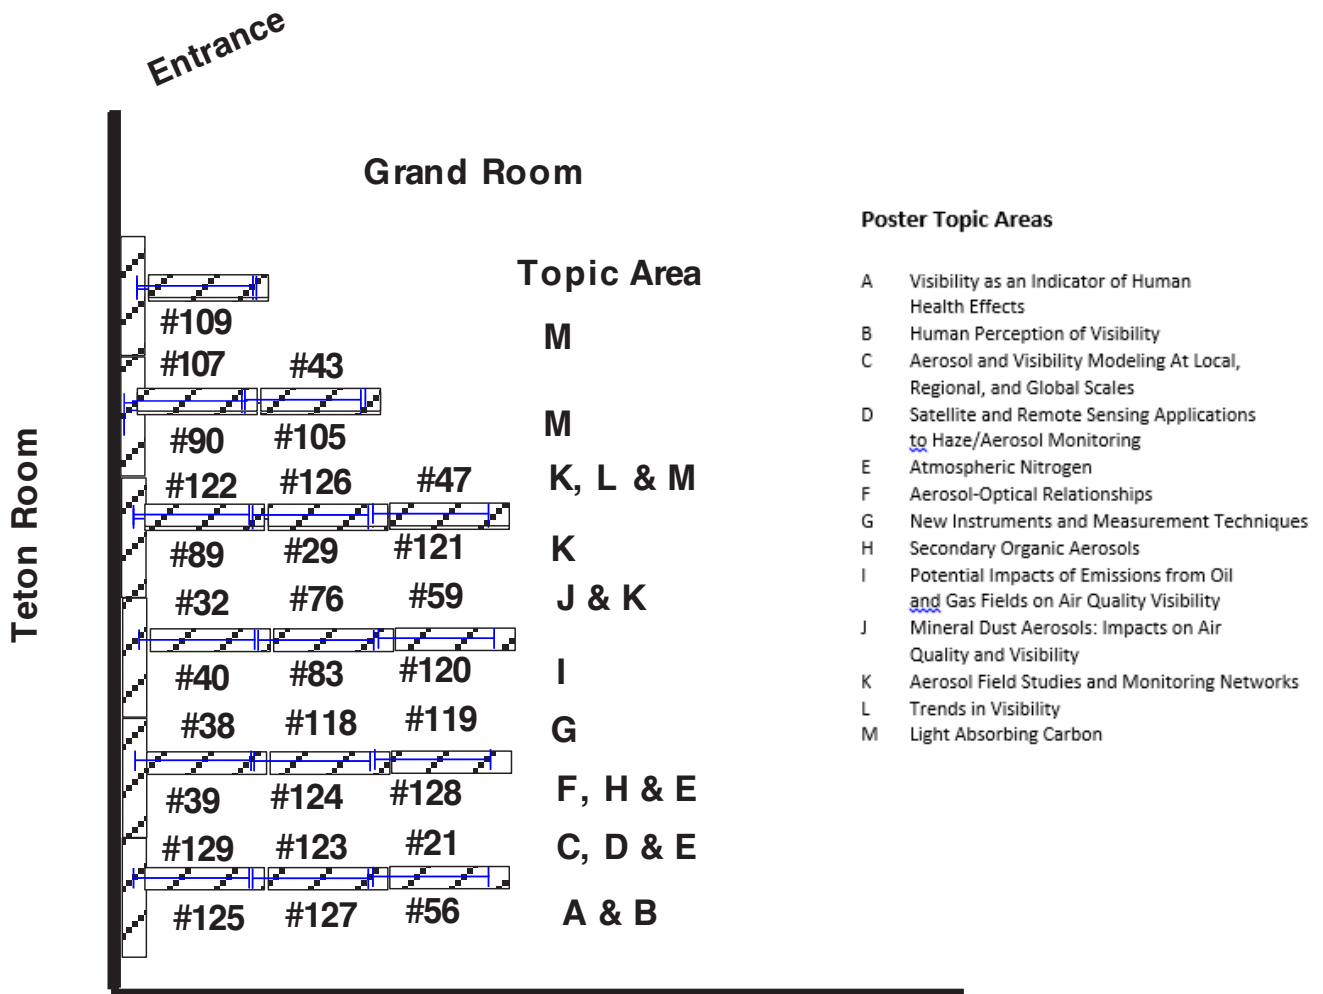 Entrance
Grand Room
Teton Room
Topic Area
#109
M
#107 #43
#90 #105
M
#122 #126 #47
K, L & M
#89 #29 #121
K
#32 #76 #59
J & K
#40 #83 #120
I
#38 #118 #119
G
#39 #124 #128
F, H & E
#129 #123 #21
C, D & E
#125 #127 #56
A & B
Poster Topic Areas
A Visibility as an Indicator of Human
Health Effects
B Human Perception of Visibility
C Aerosol and Visibility Modeling At Local,
Regional, and Global Scales
D Satellite and Remote Sensing Applications
to Haze/Aerosol Monitoring
E Atmospheric Nitrogen
F Aerosol-Optical Relationships
G New Instruments and Measurement Techniques
H Secondary Organic Aerosols
I Potential Impacts of Emissions from Oil
and Gas Fields on Air Quality Visibility
J Mineral Dust Aerosols: Impacts on Air
Quality and Visibility
K Aerosol Field Studies and Monitoring Networks
L Trends in Visibility
M Light Absorbing Carbon